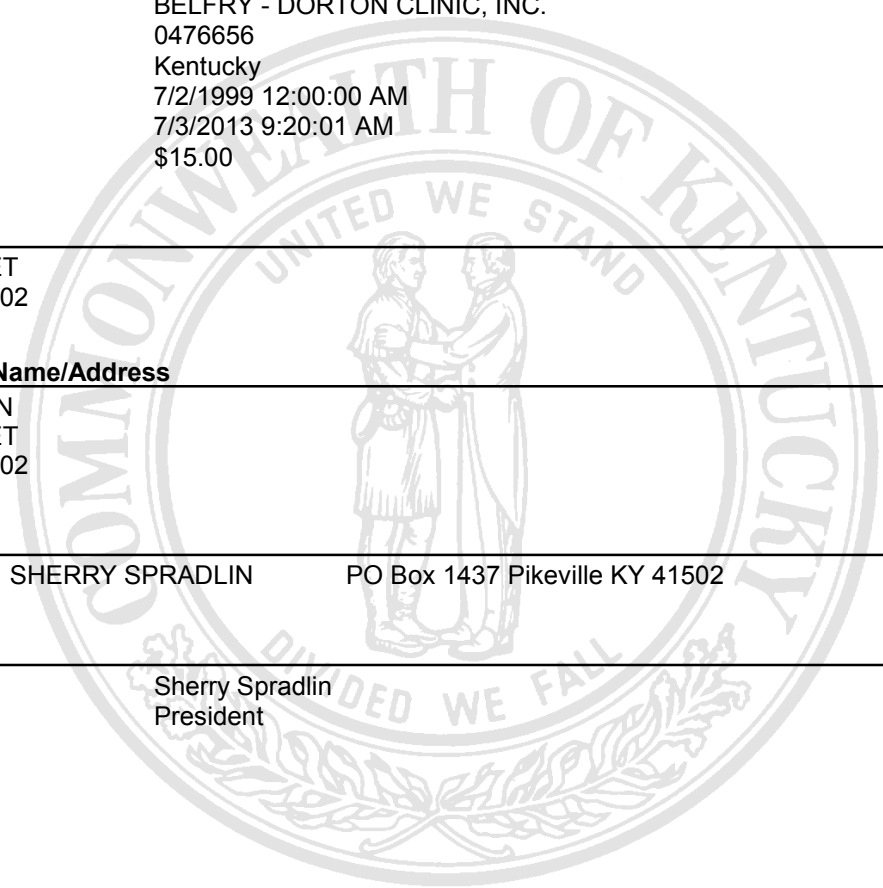 BELFRY - DORTON CLINIC, INC.
0476656
Kentucky
7/2/1999 12:00:00 AM
7/3/2013 9:20:01 AM
$15.00
ET
02
Name/Address
N
ET
02
SHERRY SPRADLIN PO Box 1437 Pikeville KY 41502
Sherry Spradlin
President
COMMONWEALTH OF KENTUCKY
UNITED WE STAND
DIVIDED WE FALL